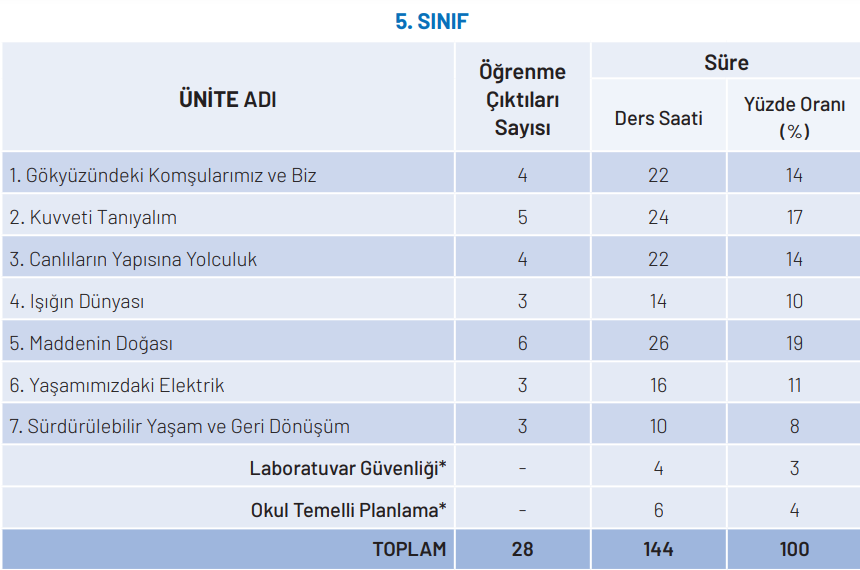 5. SINIF
ÜNİTE ADI
Öğrenme
Çıktıları
Sayısı
Süre
Ders Saati
Yüzde Oranı
(%)
1. Gökyüzündeki Komşularımız ve Biz 4 22 14
2. Kuvveti Tanıyalım 5 24 17
3. Canlıların Yapısına Yolculuk 4 22 14
4. Işığın Dünyası 3 14 10
5. Maddenin Doğası 6 26 19
6. Yaşamımızdaki Elektrik 3 16 11
7. Sürdürülebilir Yaşam ve Geri Dönüşüm 3 10 8
Laboratuvar Güvenliği* - 4 3
Okul Temelli Planlama* - 6 4
TOPLAM 28 144 100